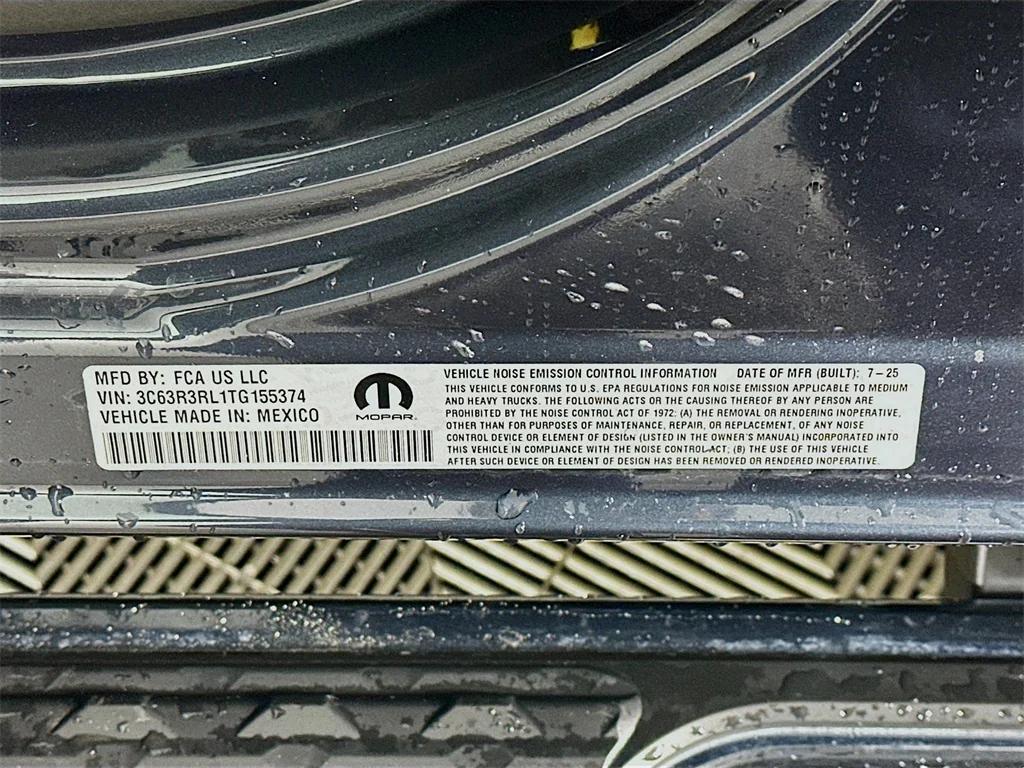 MFD BY: FCA US LLC
VIN: 3C63R3RL1TG155374
VEHICLE MADE IN: MEXICO
MOPAR
VEHICLE NOISE EMISSION CONTROL INFORMATION DATE OF MFR (BUILT): 7-25
THIS VEHICLE CONFORMS TO U.S. EPA REGULATIONS FOR NOISE EMISSION APPLICABLE TO MEDIUM
AND HEAVY TRUCKS. THE FOLLOWING ACTS OR THE CAUSING THEREOF BY ANY PERSON ARE
PROHIBITED BY THE NOISE CONTROL ACT OF 1972: (A) THE REMOVAL OR RENDERING INOPERATIVE,
OTHER THAN FOR PURPOSES OF MAINTENANCE, REPAIR, OR REPLACEMENT, OF ANY NOISE
CONTROL DEVICE OR ELEMENT OF DESIGN (LISTED IN THE OWNER'S MANUAL) INCORPORATED INTO
THIS VEHICLE IN COMPLIANCE WITH THE NOISE CONTROL ACT; (B) THE USE OF THIS VEHICLE
AFTER SUCH DEVICE OR ELEMENT OF DESIGN HAS BEEN REMOVED OR RENDERED INOPERATIVE.